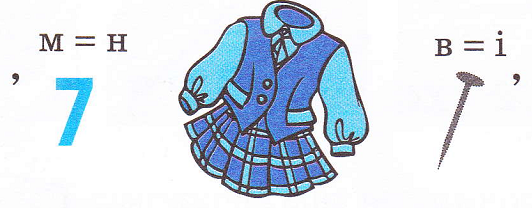 м = н
в = і
, 7 ,